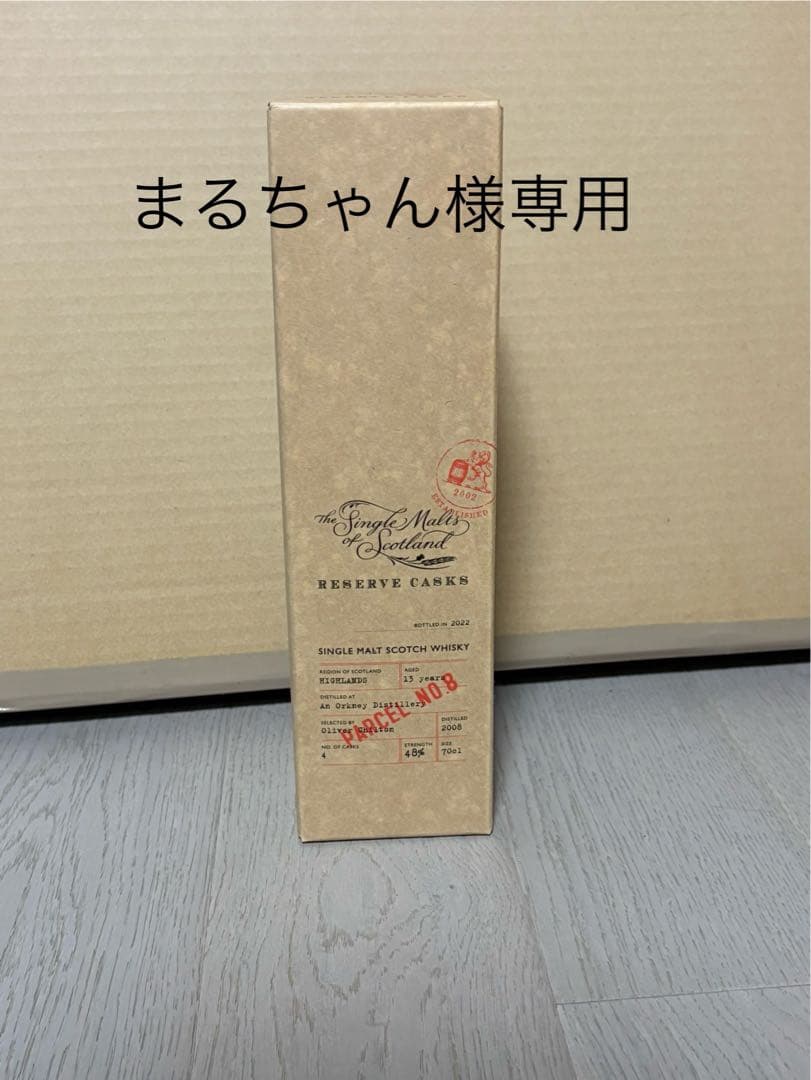 まるちゃん様専用
2002
ESTABLISHED
The Single Malts
of Scotland
RESERVE CASKS
BOTTLED IN 2022
SINGLE MALT SCOTCH WHISKY
REGION OF SCOTLAND AGED
HIGHLANDS 13 years
DISTILLED AT
An Orkney Distillery
PARCEL NO.8
SELECTED BY DISTILLED
Oliver Chilton 2008
NO. OF CASKS STRENGTH SIZE
4 48% 70cl